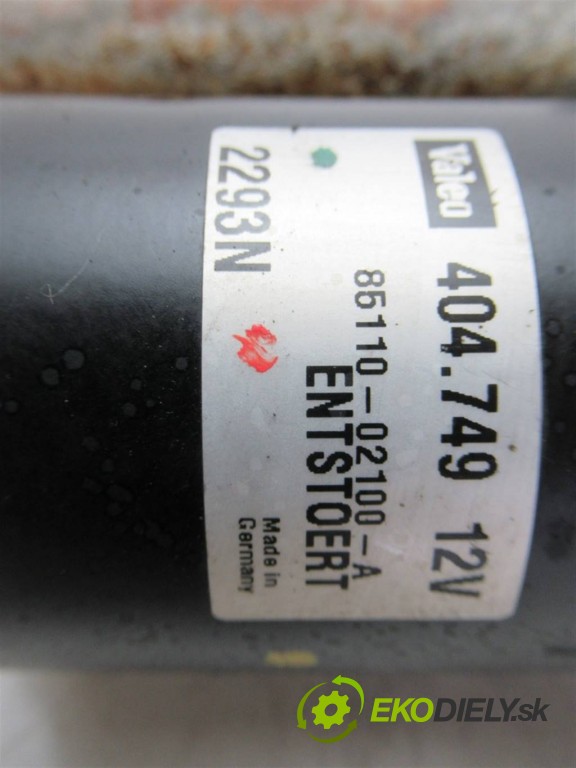 Valeo 404.749 12V
85110-02100-A
ENTSTOERT
2293N
Made in
Germany
EKODIELY.sk